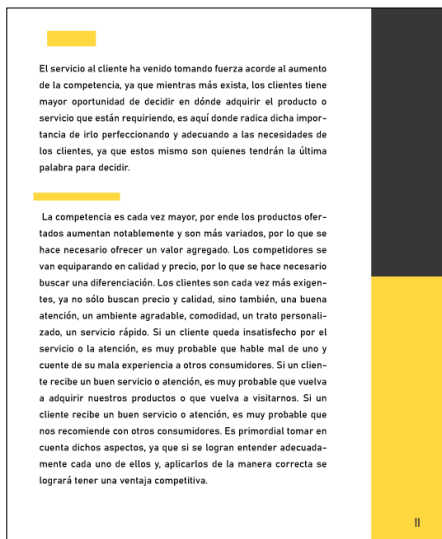 El servicio al cliente ha venido tomando fuerza acorde al aumento
de la competencia, ya que mientras más exista, los clientes tiene
mayor oportunidad de decidir en dónde adquirir el producto o
servicio que están requiriendo, es aquí donde radica dicha impor-
tancia de irlo perfeccionando y adecuando a las necesidades de
los clientes, ya que estos mismo son quienes tendrán la última
palabra para decidir.
La competencia es cada vez mayor, por ende los productos ofer-
tados aumentan notablemente y son más variados, por lo que se
hace necesario ofrecer un valor agregado. Los competidores se
van equiparando en calidad y precio, por lo que se hace necesario
buscar una diferenciación. Los clientes son cada vez más exigen-
tes, ya no sólo buscan precio y calidad, sino también, una buena
atención, un ambiente agradable, comodidad, un trato personali-
zado, un servicio rápido. Si un cliente queda insatisfecho por el
servicio o la atención, es muy probable que hable mal de uno y
cuente de su mala experiencia a otros consumidores. Si un clien-
te recibe un buen servicio o atención, es muy probable que vuelva
a adquirir nuestros productos o que vuelva a visitarnos. Si un
cliente recibe un buen servicio o atención, es muy probable que
nos recomiende con otros consumidores. Es primordial tomar en
cuenta dichos aspectos, ya que si se logran entender adecuada-
mente cada uno de ellos y, aplicarlos de la manera correcta se
logrará tener una ventaja competitiva.
11